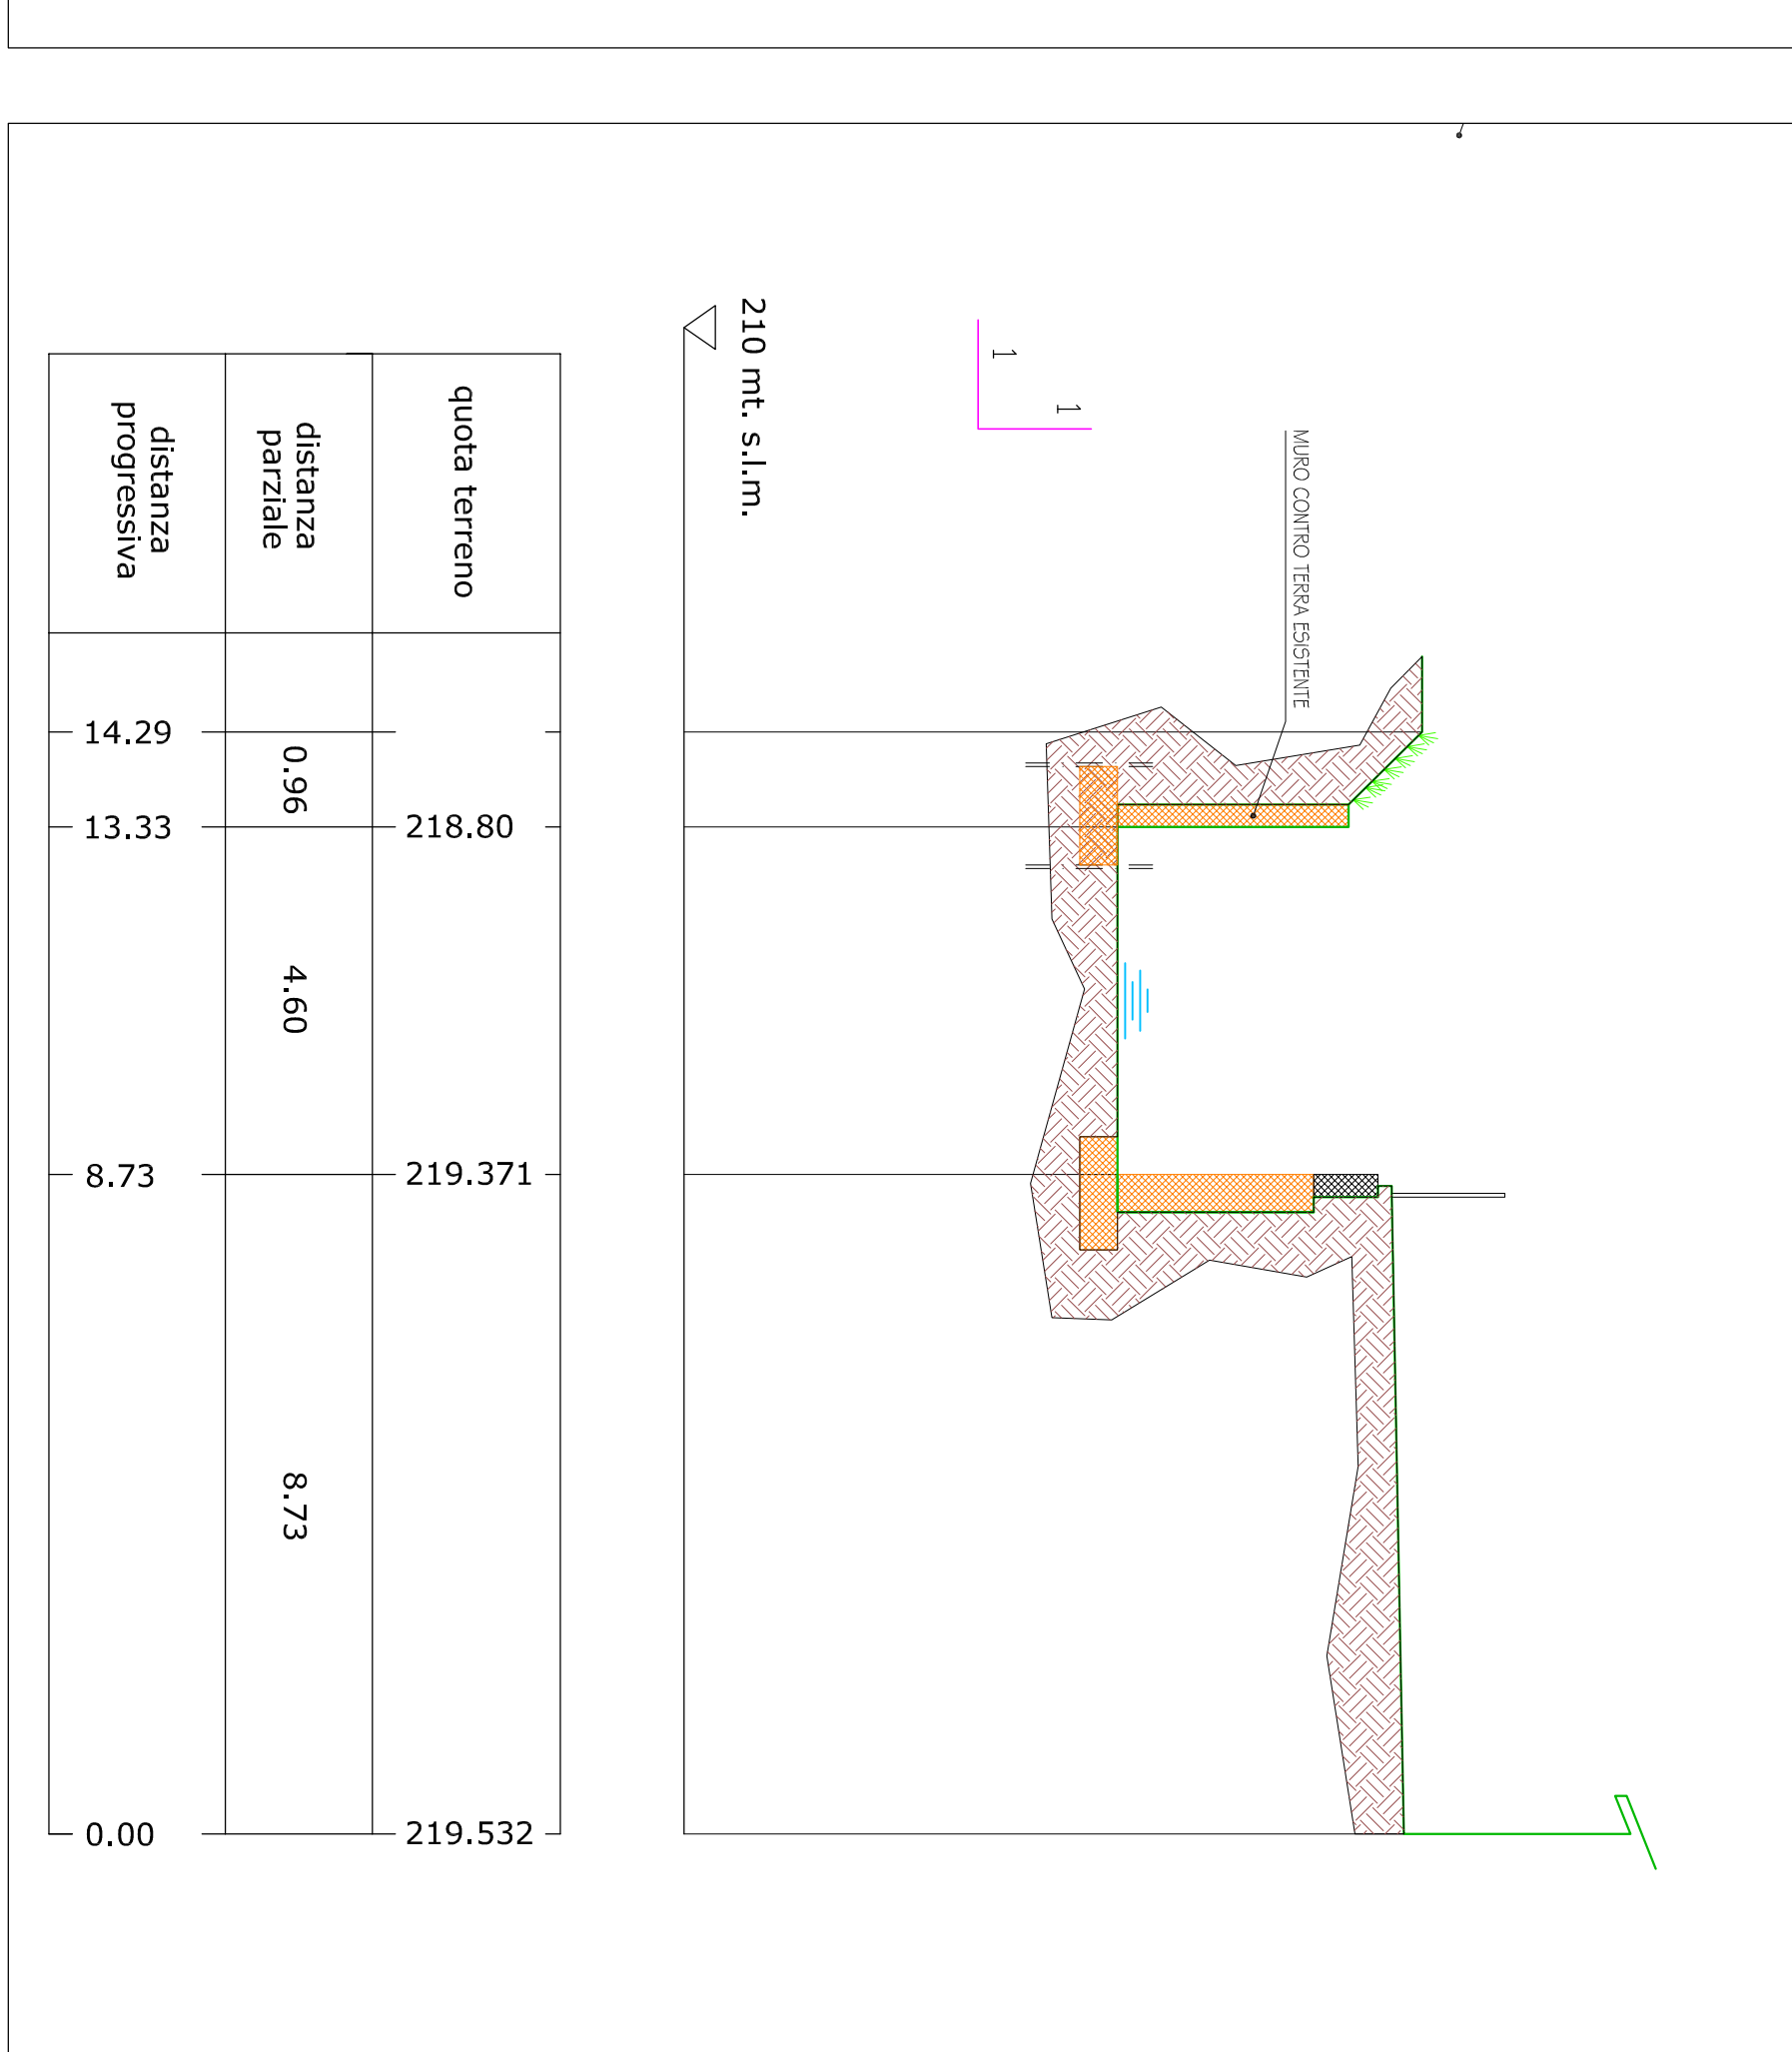 210 mt. s.l.m.
1
1
MURO CONTRO TERRA ESISTENTE
quota terreno
218.80
219.371
219.532
distanza
parziale
0.96
4.60
8.73
distanza
progressiva
14.29
13.33
8.73
0.00